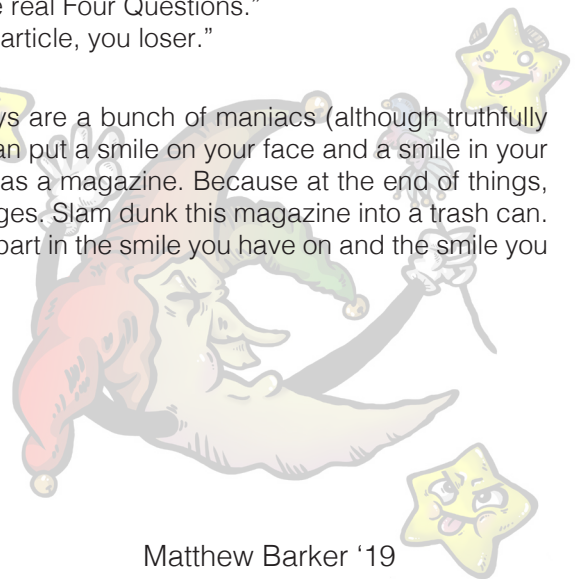 e real Four Questions.”
article, you loser.”
ys are a bunch of maniacs (although truthfully
an put a smile on your face and a smile in your
as a magazine. Because at the end of things,
ges. Slam dunk this magazine into a trash can.
part in the smile you have on and the smile you
Matthew Barker ‘19